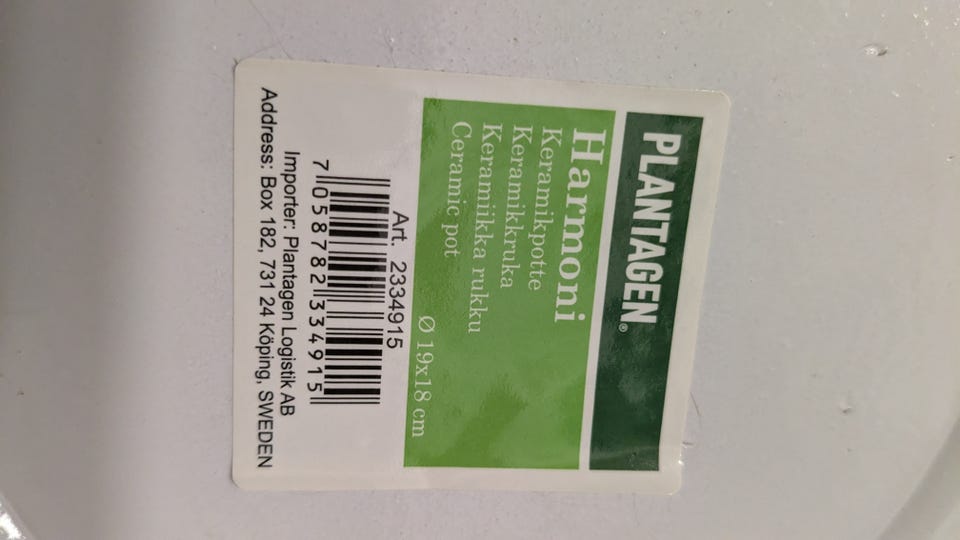 PLANTAGEN®
Harmoni
Keramikpotte
Keramikkruka
Keramiikka rukku
Ceramic pot
Ø 19x18 cm
Art. 2334915
7 058782 334915
Importer: Plantagen Logistik AB
Address: Box 182, 731 24 Köping, SWEDEN